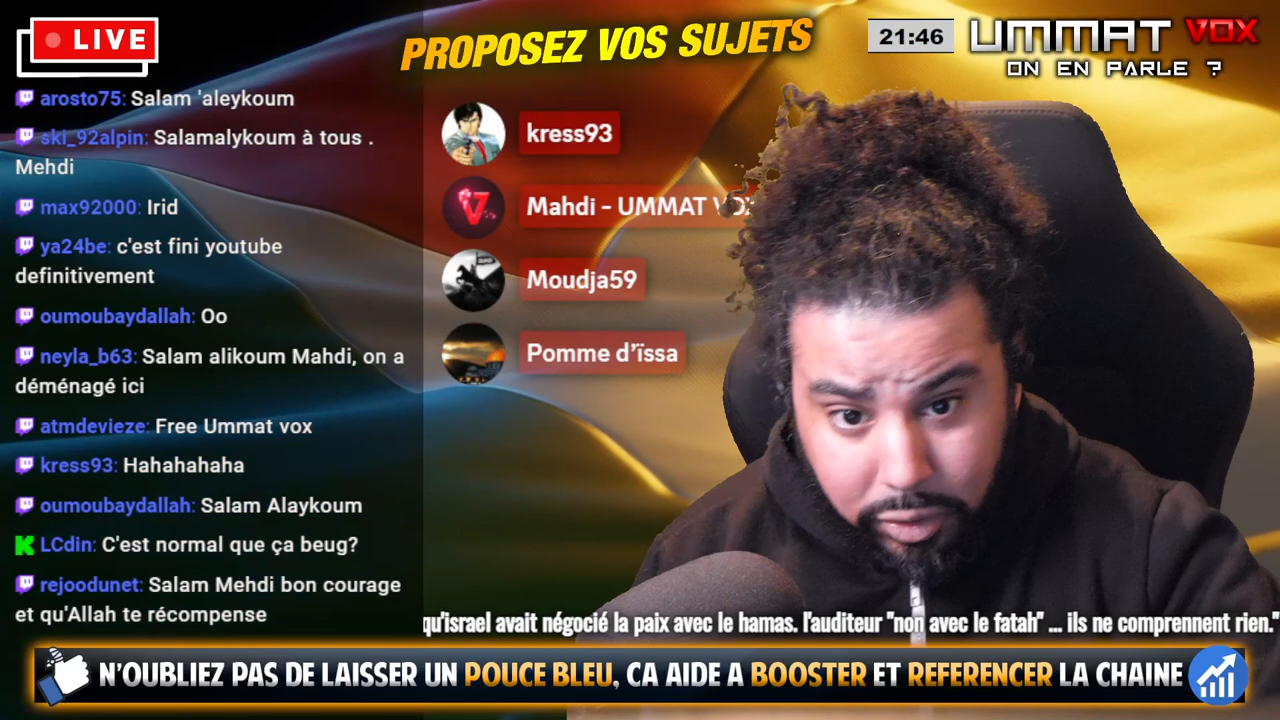 LIVE
PROPOSEZ VOS SUJETS
21:46
UMMAT VOX
ON EN PARLE ?
arosto75: Salam 'aleykoum
ski_92alpin: Salamalykoum à tous .
Mehdi
max92000: Irid
ya24be: c'est fini youtube
definitivement
oumoubaydallah: Oo
neyla_b63: Salam alikoum Mahdi, on a
déménagé ici
atmdevieze: Free Ummat vox
kress93: Hahahahaha
oumoubaydallah: Salam Alaykoum
LCdin: C'est normal que ça beug?
rejoodunet: Salam Mehdi bon courage
et qu'Allah te récompense
kress93
Mahdi - UMMAT VOX
Moudja59
Pomme d'ïssa
qu'israel avait négocié la paix avec le hamas. l'auditeur "non avec le fatah" ... ils ne comprennent rien."
N'OUBLIEZ PAS DE LAISSER UN POUCE BLEU, CA AIDE A BOOSTER ET REFERENCER LA CHAINE